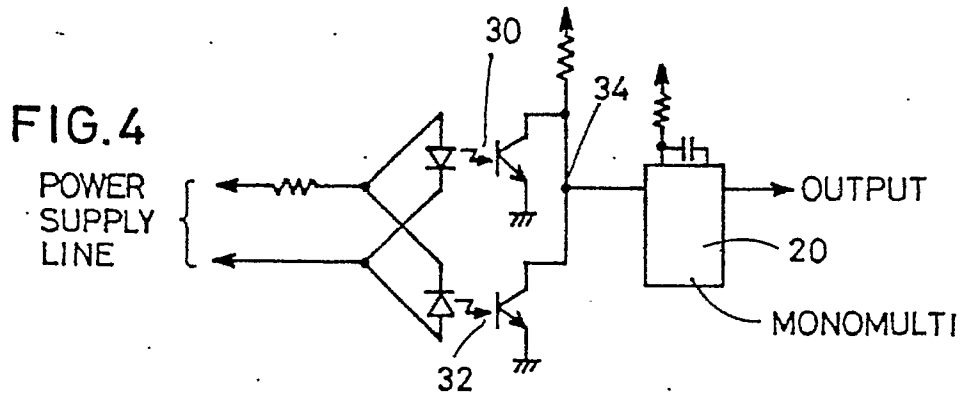 FIG.4
30
34
POWER
SUPPLY
LINE
OUTPUT
20
MONOMULTI
32